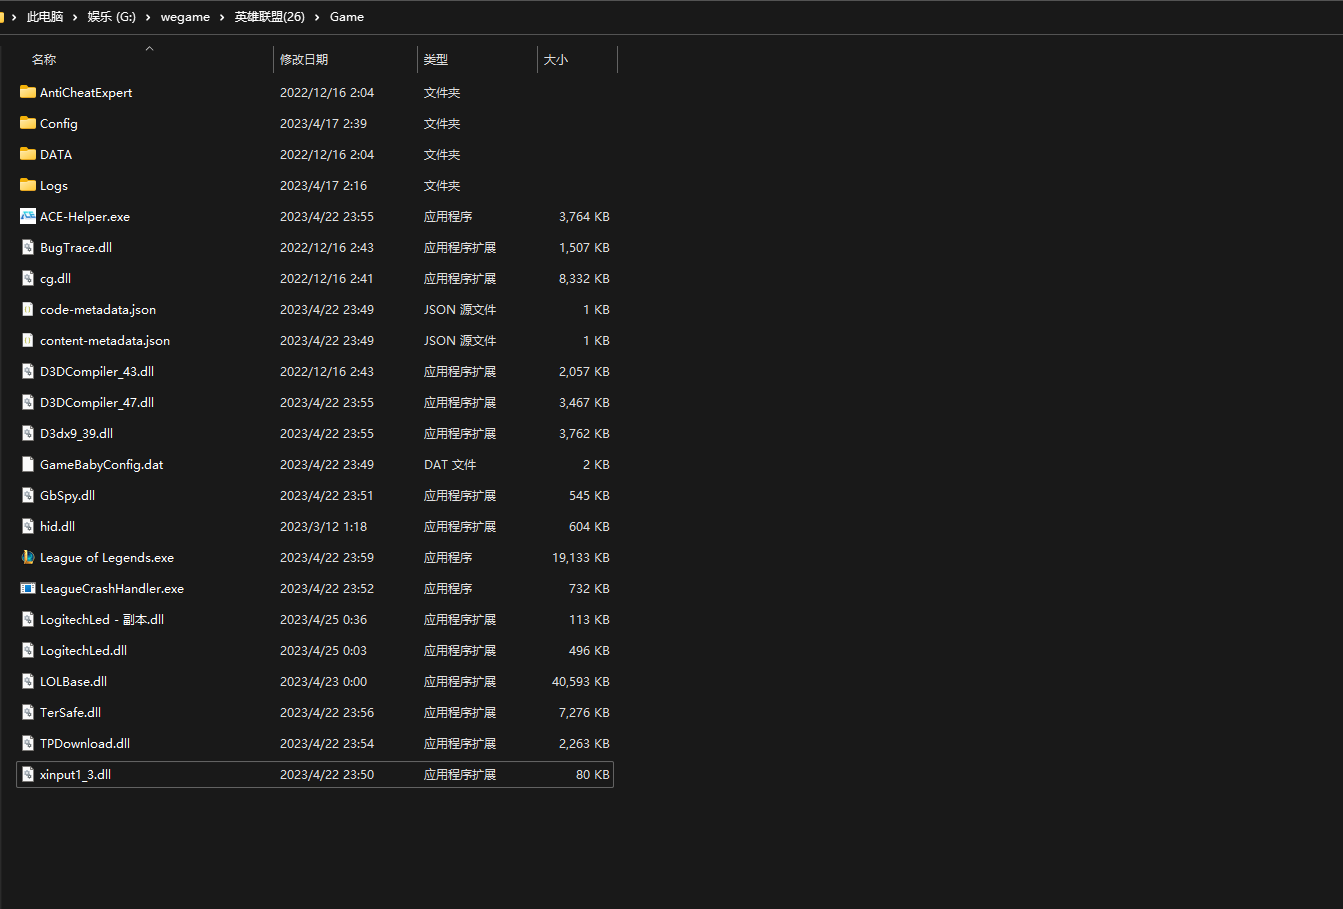 此电脑 › 娱乐 (G:) › wegame › 英雄联盟(26) › Game
名称 修改日期 类型 大小
AntiCheatExpert 2022/12/16 2:04 文件夹
Config 2023/4/17 2:39 文件夹
DATA 2022/12/16 2:04 文件夹
Logs 2023/4/17 2:16 文件夹
ACE-Helper.exe 2023/4/22 23:55 应用程序 3,764 KB
BugTrace.dll 2022/12/16 2:43 应用程序扩展 1,507 KB
cg.dll 2022/12/16 2:41 应用程序扩展 8,332 KB
code-metadata.json 2023/4/22 23:49 JSON 源文件 1 KB
content-metadata.json 2023/4/22 23:49 JSON 源文件 1 KB
D3DCompiler_43.dll 2022/12/16 2:43 应用程序扩展 2,057 KB
D3DCompiler_47.dll 2023/4/22 23:55 应用程序扩展 3,467 KB
D3dx9_39.dll 2023/4/22 23:55 应用程序扩展 3,762 KB
GameBabyConfig.dat 2023/4/22 23:49 DAT 文件 2 KB
GbSpy.dll 2023/4/22 23:51 应用程序扩展 545 KB
hid.dll 2023/3/12 1:18 应用程序扩展 604 KB
League of Legends.exe 2023/4/22 23:59 应用程序 19,133 KB
LeagueCrashHandler.exe 2023/4/22 23:52 应用程序 732 KB
LogitechLed - 副本.dll 2023/4/25 0:36 应用程序扩展 113 KB
LogitechLed.dll 2023/4/25 0:03 应用程序扩展 496 KB
LOLBase.dll 2023/4/23 0:00 应用程序扩展 40,593 KB
TerSafe.dll 2023/4/22 23:56 应用程序扩展 7,276 KB
TPDownload.dll 2023/4/22 23:54 应用程序扩展 2,263 KB
xinput1_3.dll 2023/4/22 23:50 应用程序扩展 80 KB